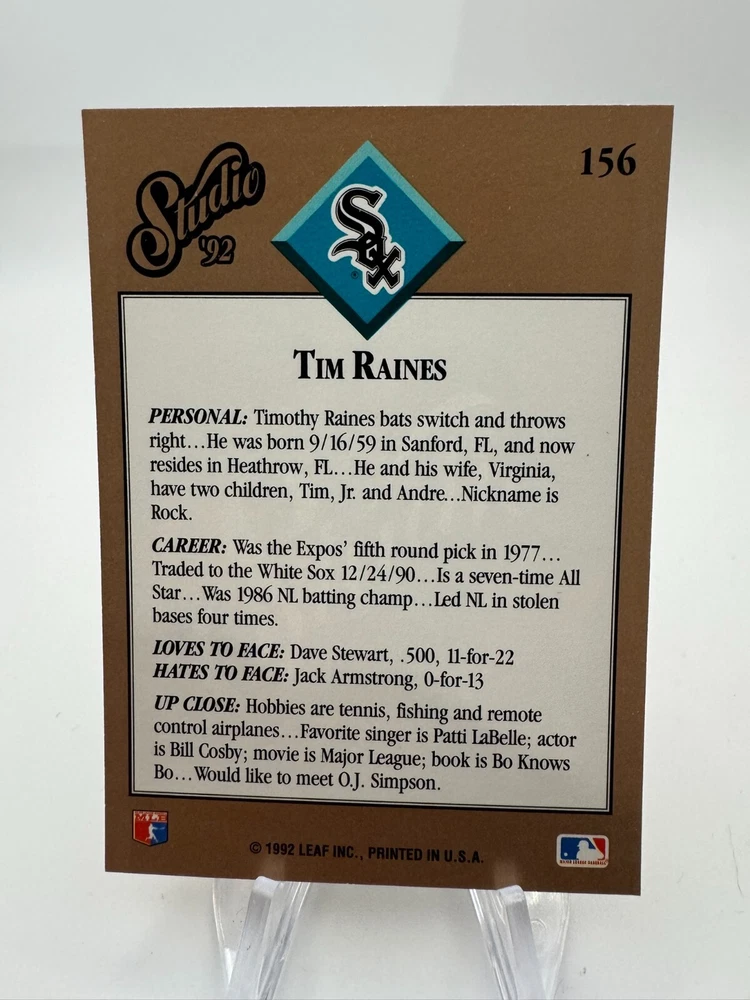 Studio
'92
Sox
156
TIM RAINES
PERSONAL: Timothy Raines bats switch and throws
right...He was born 9/16/59 in Sanford, FL, and now
resides in Heathrow, FL...He and his wife, Virginia,
have two children, Tim, Jr. and Andre...Nickname is
Rock.
CAREER: Was the Expos' fifth round pick in 1977...
Traded to the White Sox 12/24/90...Is a seven-time All
Star...Was 1986 NL batting champ...Led NL in stolen
bases four times.
LOVES TO FACE: Dave Stewart, .500, 11-for-22
HATES TO FACE: Jack Armstrong, 0-for-13
UP CLOSE: Hobbies are tennis, fishing and remote
control airplanes...Favorite singer is Patti LaBelle; actor
is Bill Cosby; movie is Major League; book is Bo Knows
Bo...Would like to meet O.J. Simpson.
© 1992 LEAF INC., PRINTED IN U.S.A.
MAJOR LEAGUE BASEBALL